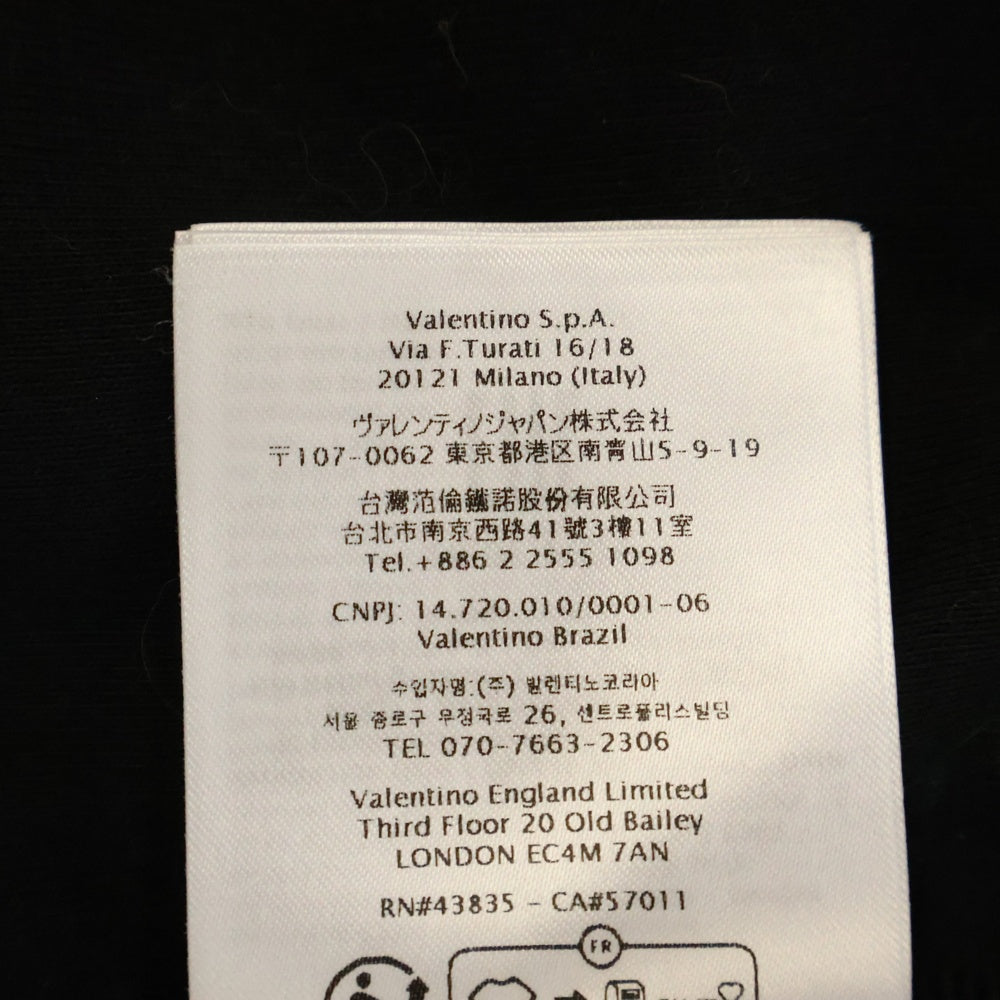 Valentino S.p.A.
Via F.Turati 16/18
20121 Milano (Italy)
ヴァレンティノジャパン株式会社
〒107-0062 東京都港区南青山5-9-19
台灣范倫鐵諾股份有限公司
台北市南京西路41號3樓11室
Tel.+886 2 2555 1098
CNPJ: 14.720.010/0001-06
Valentino Brazil
수입자명:(주) 발렌티노코리아
서울 종로구 우정국로 26, 센트로폴리스빌딩
TEL 070-7663-2306
Valentino England Limited
Third Floor 20 Old Bailey
LONDON EC4M 7AN
RN#43835 - CA#57011
FR